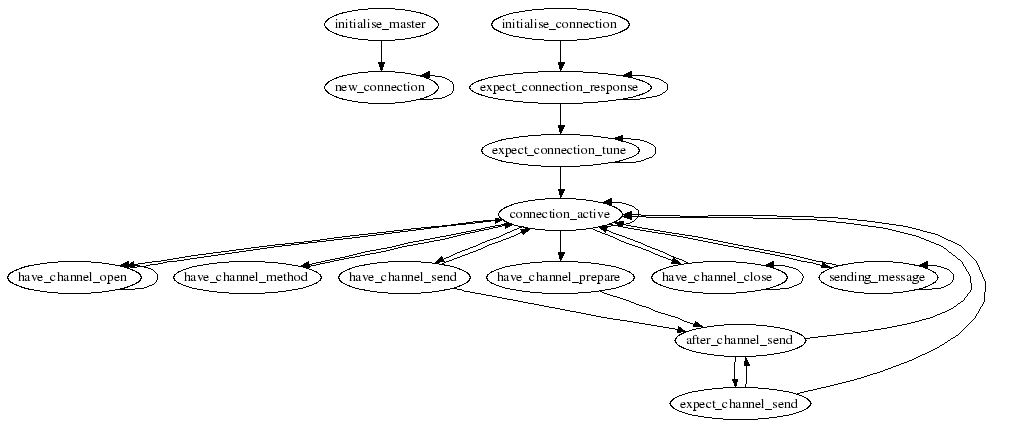 initialise_master
initialise_connection
new_connection
expect_connection_response
expect_connection_tune
connection_active
have_channel_open
have_channel_method
have_channel_send
have_channel_prepare
have_channel_close
sending_message
after_channel_send
expect_channel_send